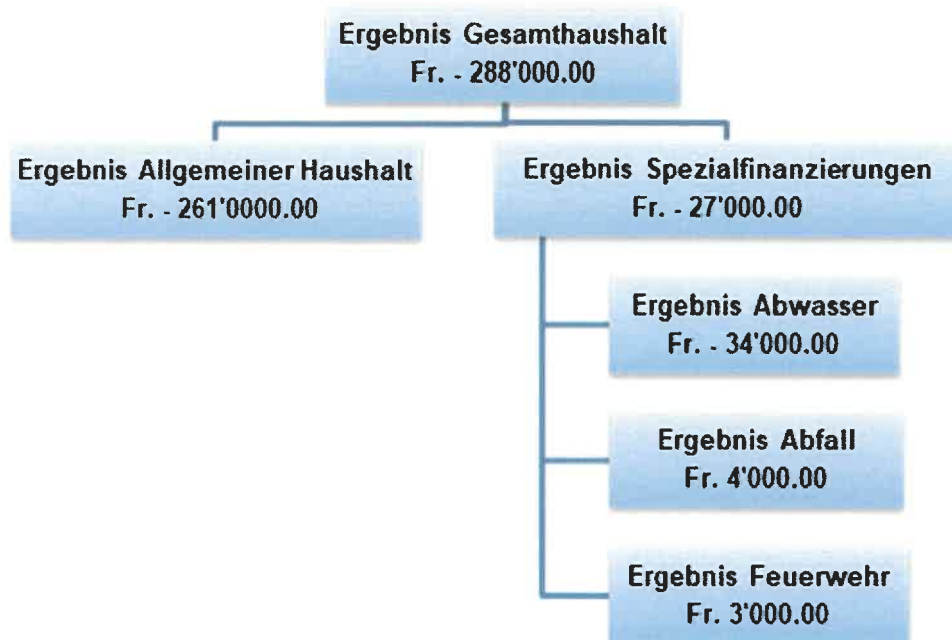 Ergebnis Gesamthaushalt
Fr. - 288'000.00
Ergebnis Allgemeiner Haushalt
Fr. - 261'0000.00
Ergebnis Spezialfinanzierungen
Fr. - 27'000.00
Ergebnis Abwasser
Fr. - 34'000.00
Ergebnis Abfall
Fr. 4'000.00
Ergebnis Feuerwehr
Fr. 3'000.00